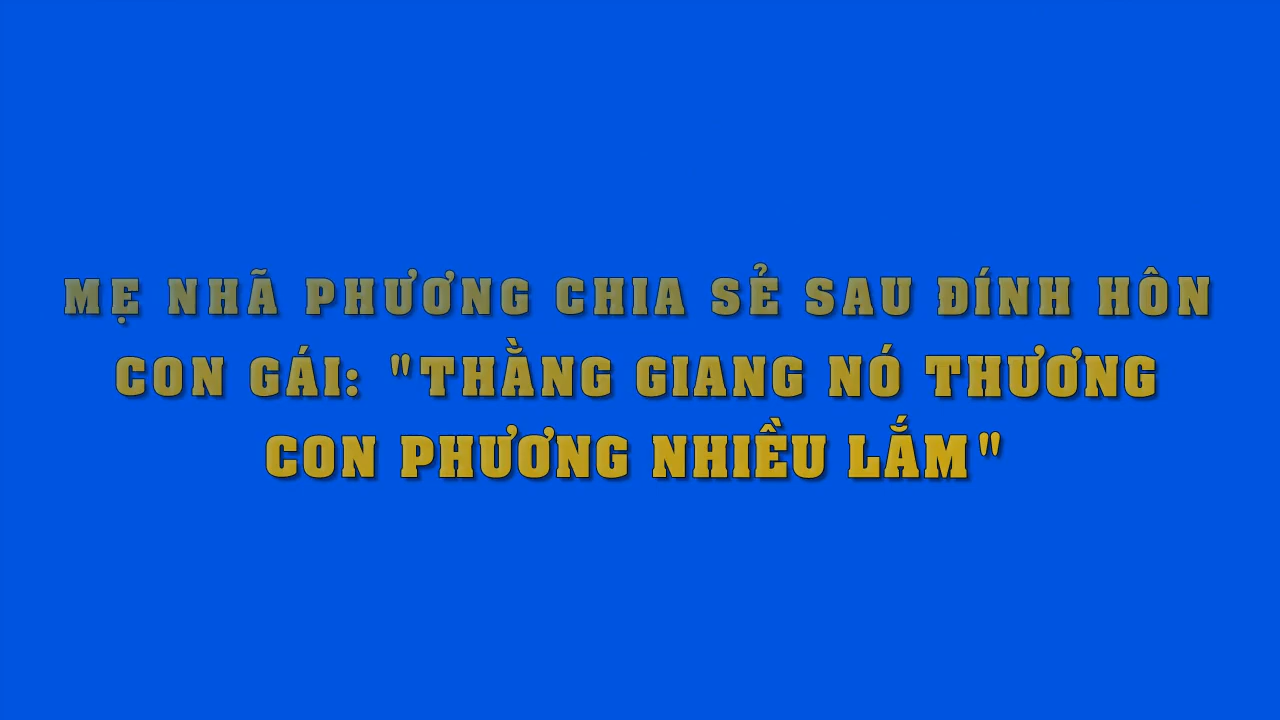 MẸ NHÃ PHƯƠNG CHIA SẺ SAU ĐÍNH HÔN
CON GÁI: "THẰNG GIANG NÓ THƯƠNG
CON PHƯƠNG NHIỀU LẮM"